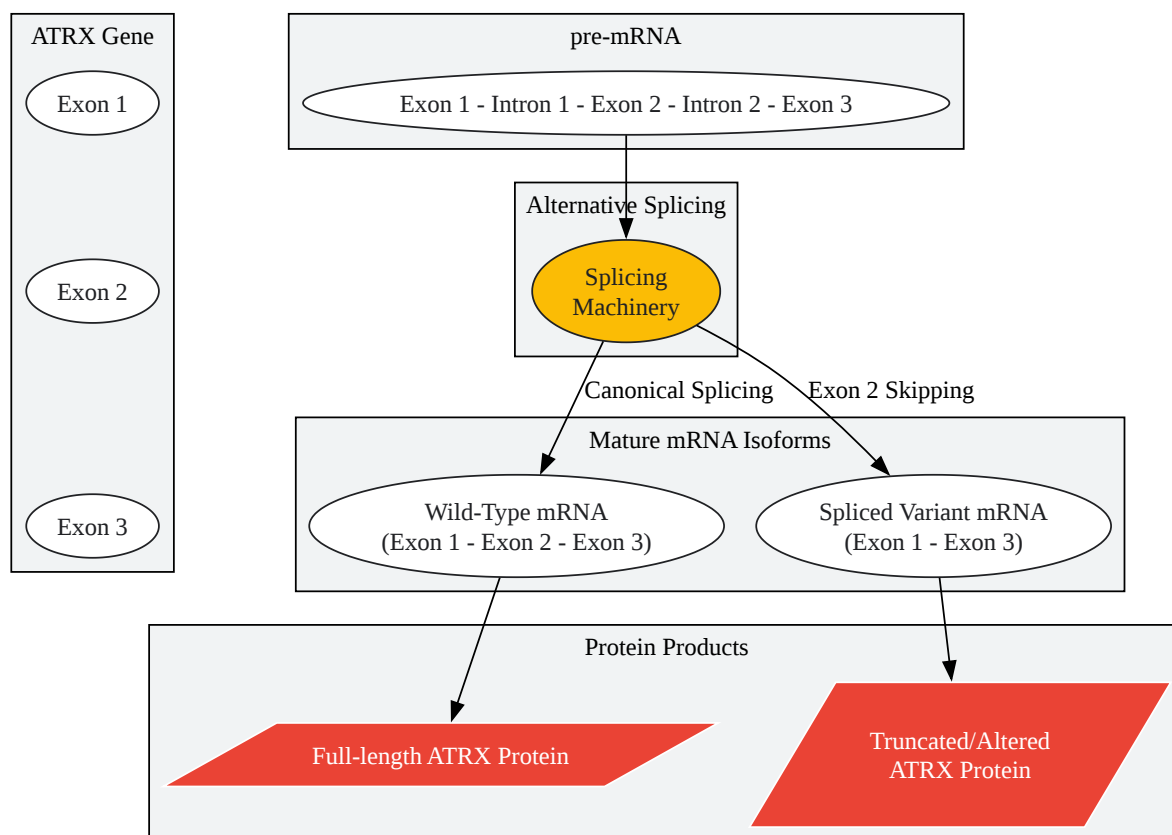 ATRX Gene
Exon 1
Exon 2
Exon 3
pre-mRNA
Exon 1 - Intron 1 - Exon 2 - Intron 2 - Exon 3
Alternative Splicing
Splicing
Machinery
Canonical Splicing
Exon 2 Skipping
Mature mRNA Isoforms
Wild-Type mRNA
(Exon 1 - Exon 2 - Exon 3)
Spliced Variant mRNA
(Exon 1 - Exon 3)
Protein Products
Full-length ATRX Protein
Truncated/Altered
ATRX Protein